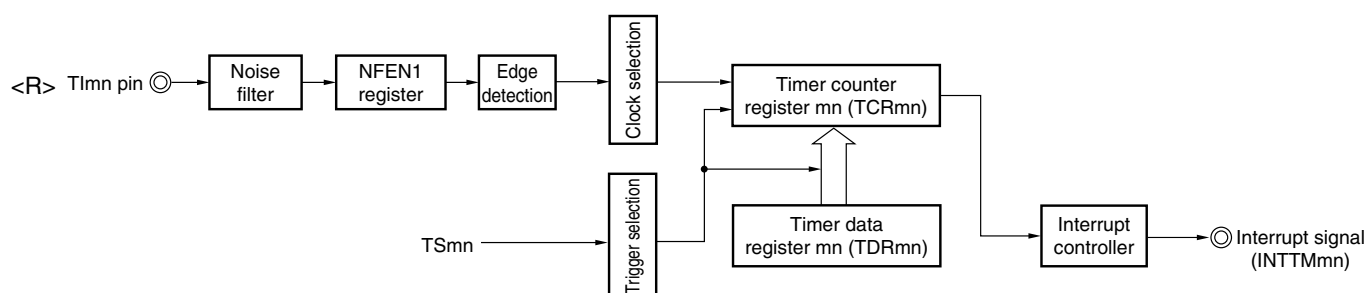 <R> TImn pin
Noise
filter
NFEN1
register
Edge
detection
Clock selection
Timer counter
register mn (TCRmn)
TSmn
Trigger selection
Timer data
register mn (TDRmn)
Interrupt
controller
Interrupt signal
(INTTMmn)